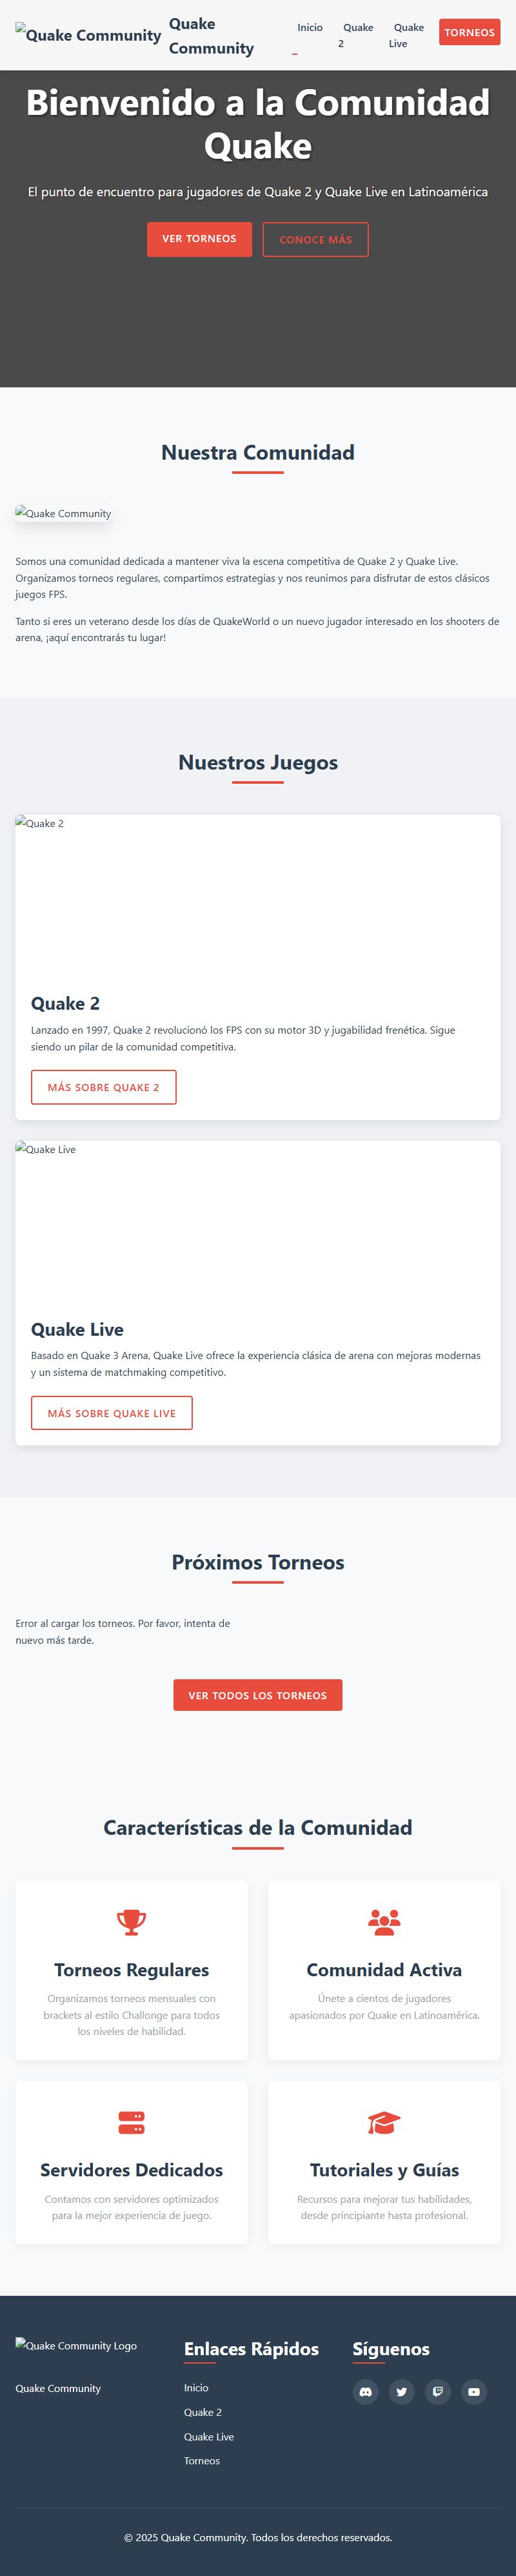 Quake Community
Quake
Community
Inicio
Quake
2
Quake
Live
TORNEOS
Bienvenido a la Comunidad
Quake
El punto de encuentro para jugadores de Quake 2 y Quake Live en Latinoamérica
VER TORNEOS
CONOCE MÁS
Nuestra Comunidad
Quake Community
Somos una comunidad dedicada a mantener viva la escena competitiva de Quake 2 y Quake Live.
Organizamos torneos regulares, compartimos estrategias y nos reunimos para disfrutar de estos clásicos
juegos FPS.
Tanto si eres un veterano desde los días de QuakeWorld o un nuevo jugador interesado en los shooters de
arena, ¡aquí encontrarás tu lugar!
Nuestros Juegos
Quake 2
Quake 2
Lanzado en 1997, Quake 2 revolucionó los FPS con su motor 3D y jugabilidad frenética. Sigue
siendo un pilar de la comunidad competitiva.
MÁS SOBRE QUAKE 2
Quake Live
Quake Live
Basado en Quake 3 Arena, Quake Live ofrece la experiencia clásica de arena con mejoras modernas
y un sistema de matchmaking competitivo.
MÁS SOBRE QUAKE LIVE
Próximos Torneos
Error al cargar los torneos. Por favor, intenta de
nuevo más tarde.
VER TODOS LOS TORNEOS
Características de la Comunidad
Torneos Regulares
Organizamos torneos mensuales con
brackets al estilo Challonge para todos
los niveles de habilidad.
Comunidad Activa
Únete a cientos de jugadores
apasionados por Quake en Latinoamérica.
Servidores Dedicados
Contamos con servidores optimizados
para la mejor experiencia de juego.
Tutoriales y Guías
Recursos para mejorar tus habilidades,
desde principiante hasta profesional.
Quake Community Logo
Quake Community
Enlaces Rápidos
Inicio
Quake 2
Quake Live
Torneos
Síguenos
© 2025 Quake Community. Todos los derechos reservados.